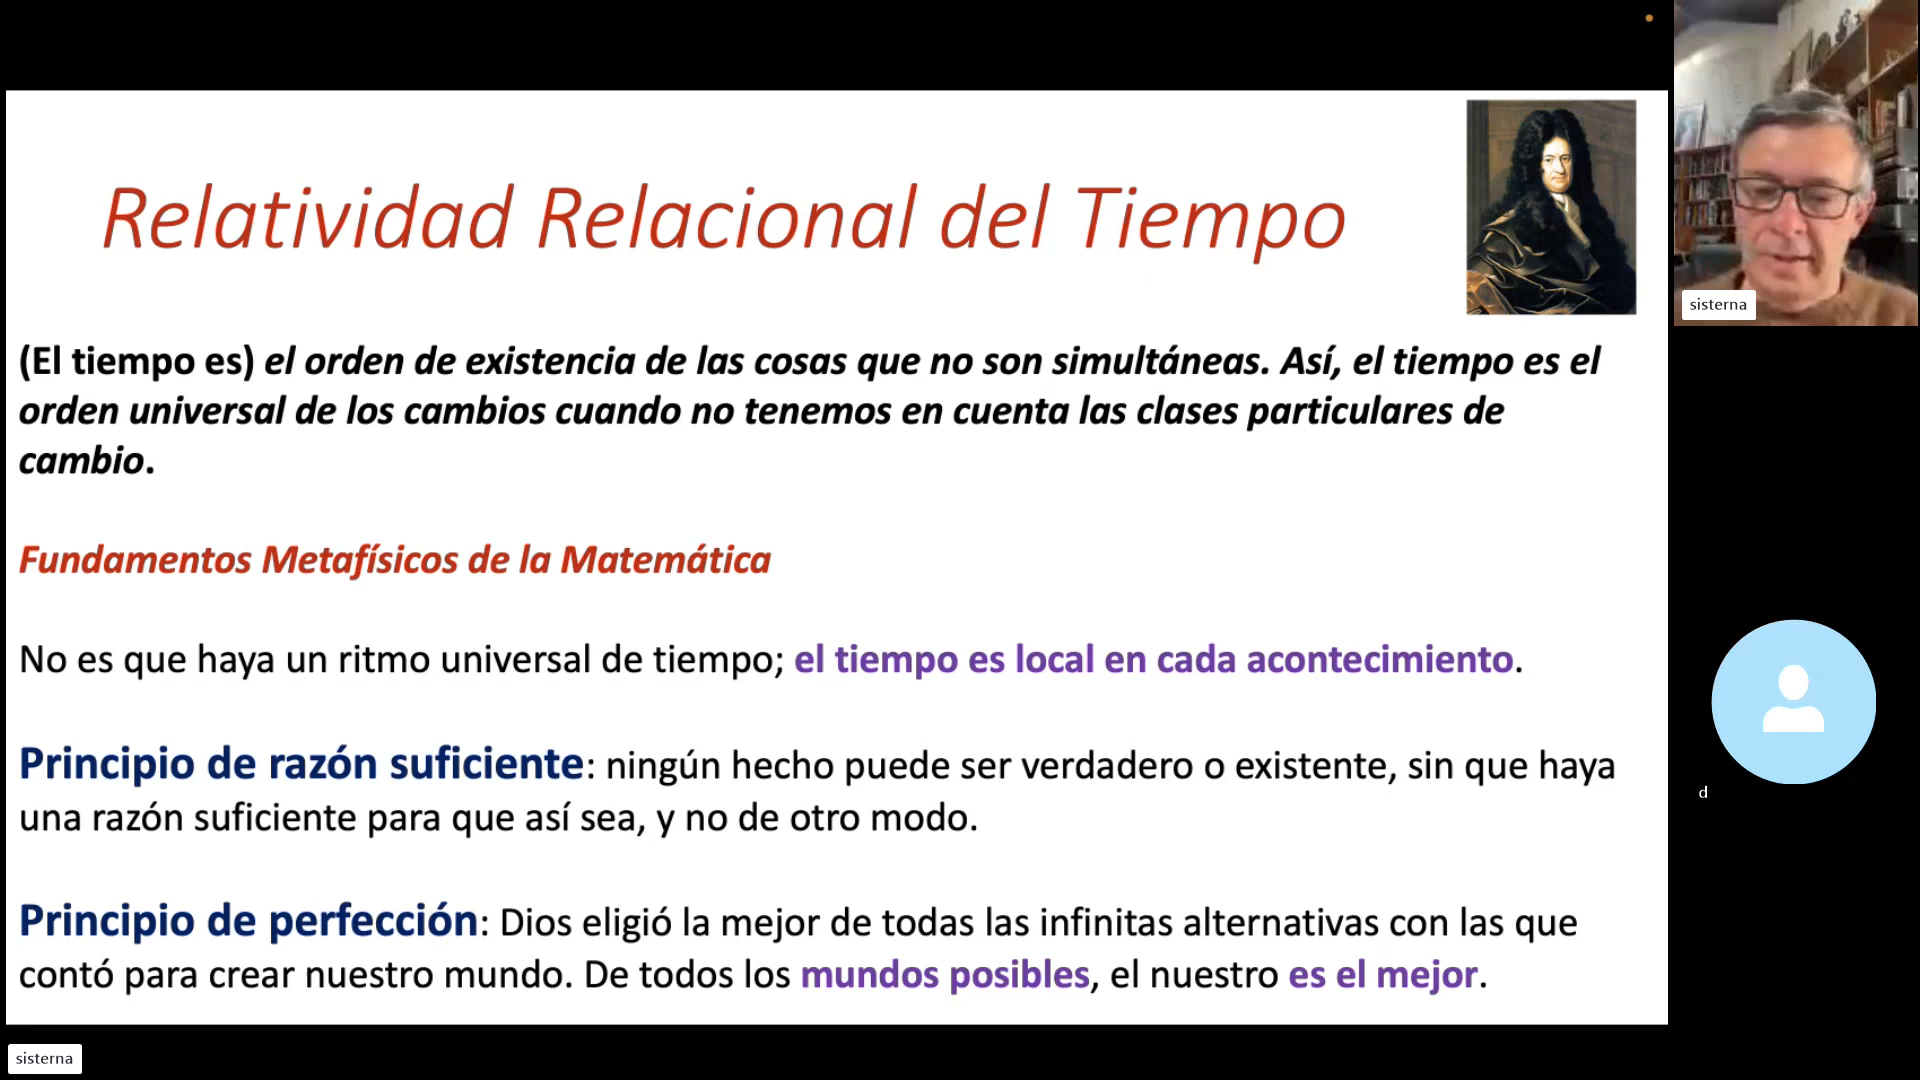 Relatividad Relacional del Tiempo
(El tiempo es) el orden de existencia de las cosas que no son simultáneas. Así, el tiempo es el
orden universal de los cambios cuando no tenemos en cuenta las clases particulares de
cambio.
Fundamentos Metafísicos de la Matemática
No es que haya un ritmo universal de tiempo; el tiempo es local en cada acontecimiento.
Principio de razón suficiente: ningún hecho puede ser verdadero o existente, sin que haya
una razón suficiente para que así sea, y no de otro modo.
Principio de perfección: Dios eligió la mejor de todas las infinitas alternativas con las que
contó para crear nuestro mundo. De todos los mundos posibles, el nuestro es el mejor.
sisterna
d
sisterna